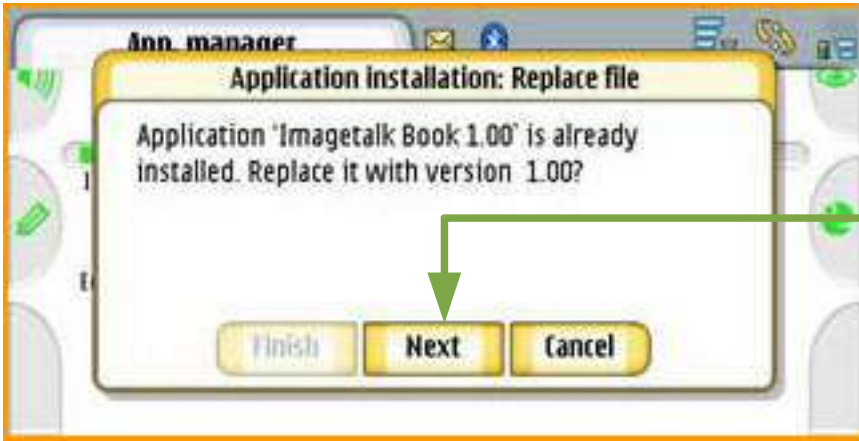 App. manager
Application installation: Replace file
Application 'Imagetalk Book 1.00' is already
installed. Replace it with version 1.00?
Finish Next Cancel